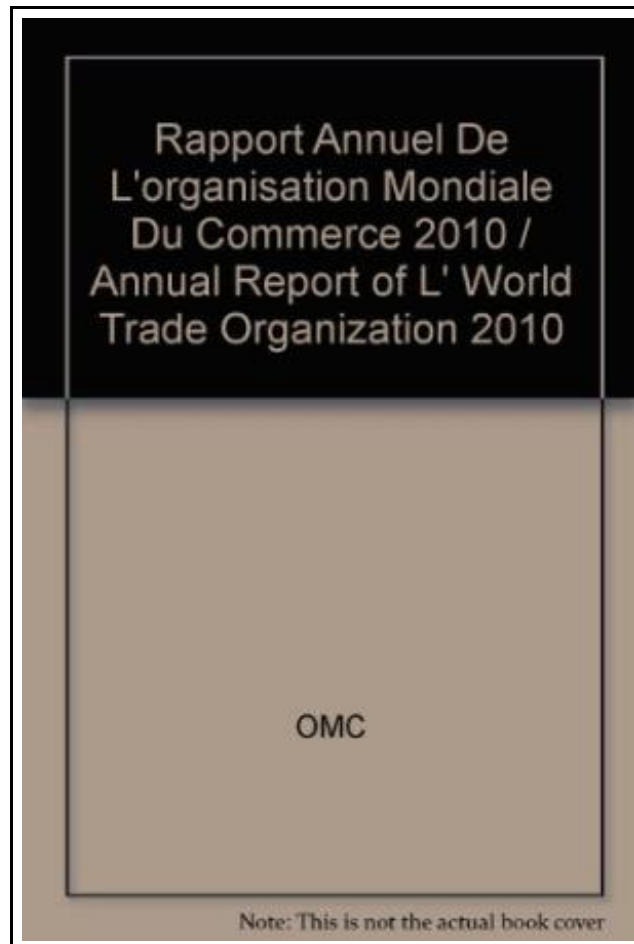 Rapport Annuel De
L'organisation Mondiale
Du Commerce 2010 /
Annual Report of L' World
Trade Organization 2010
OMC
Note: This is not the actual book cover